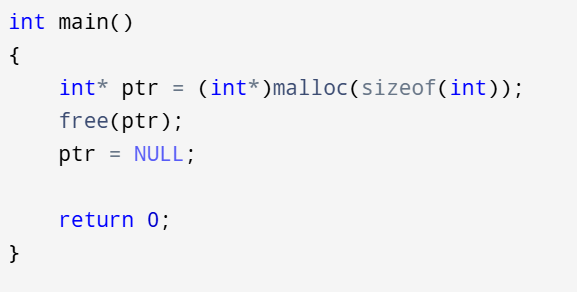 int main()
{
    int* ptr = (int*)malloc(sizeof(int));
    free(ptr);
    ptr = NULL;

    return 0;
}